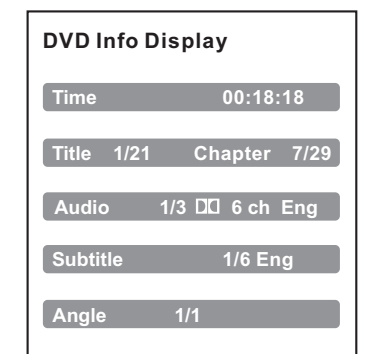 DVD Info Display
Time 00:18:18
Title 1/21 Chapter 7/29
Audio 1/3 6 ch Eng
Subtitle 1/6 Eng
Angle 1/1